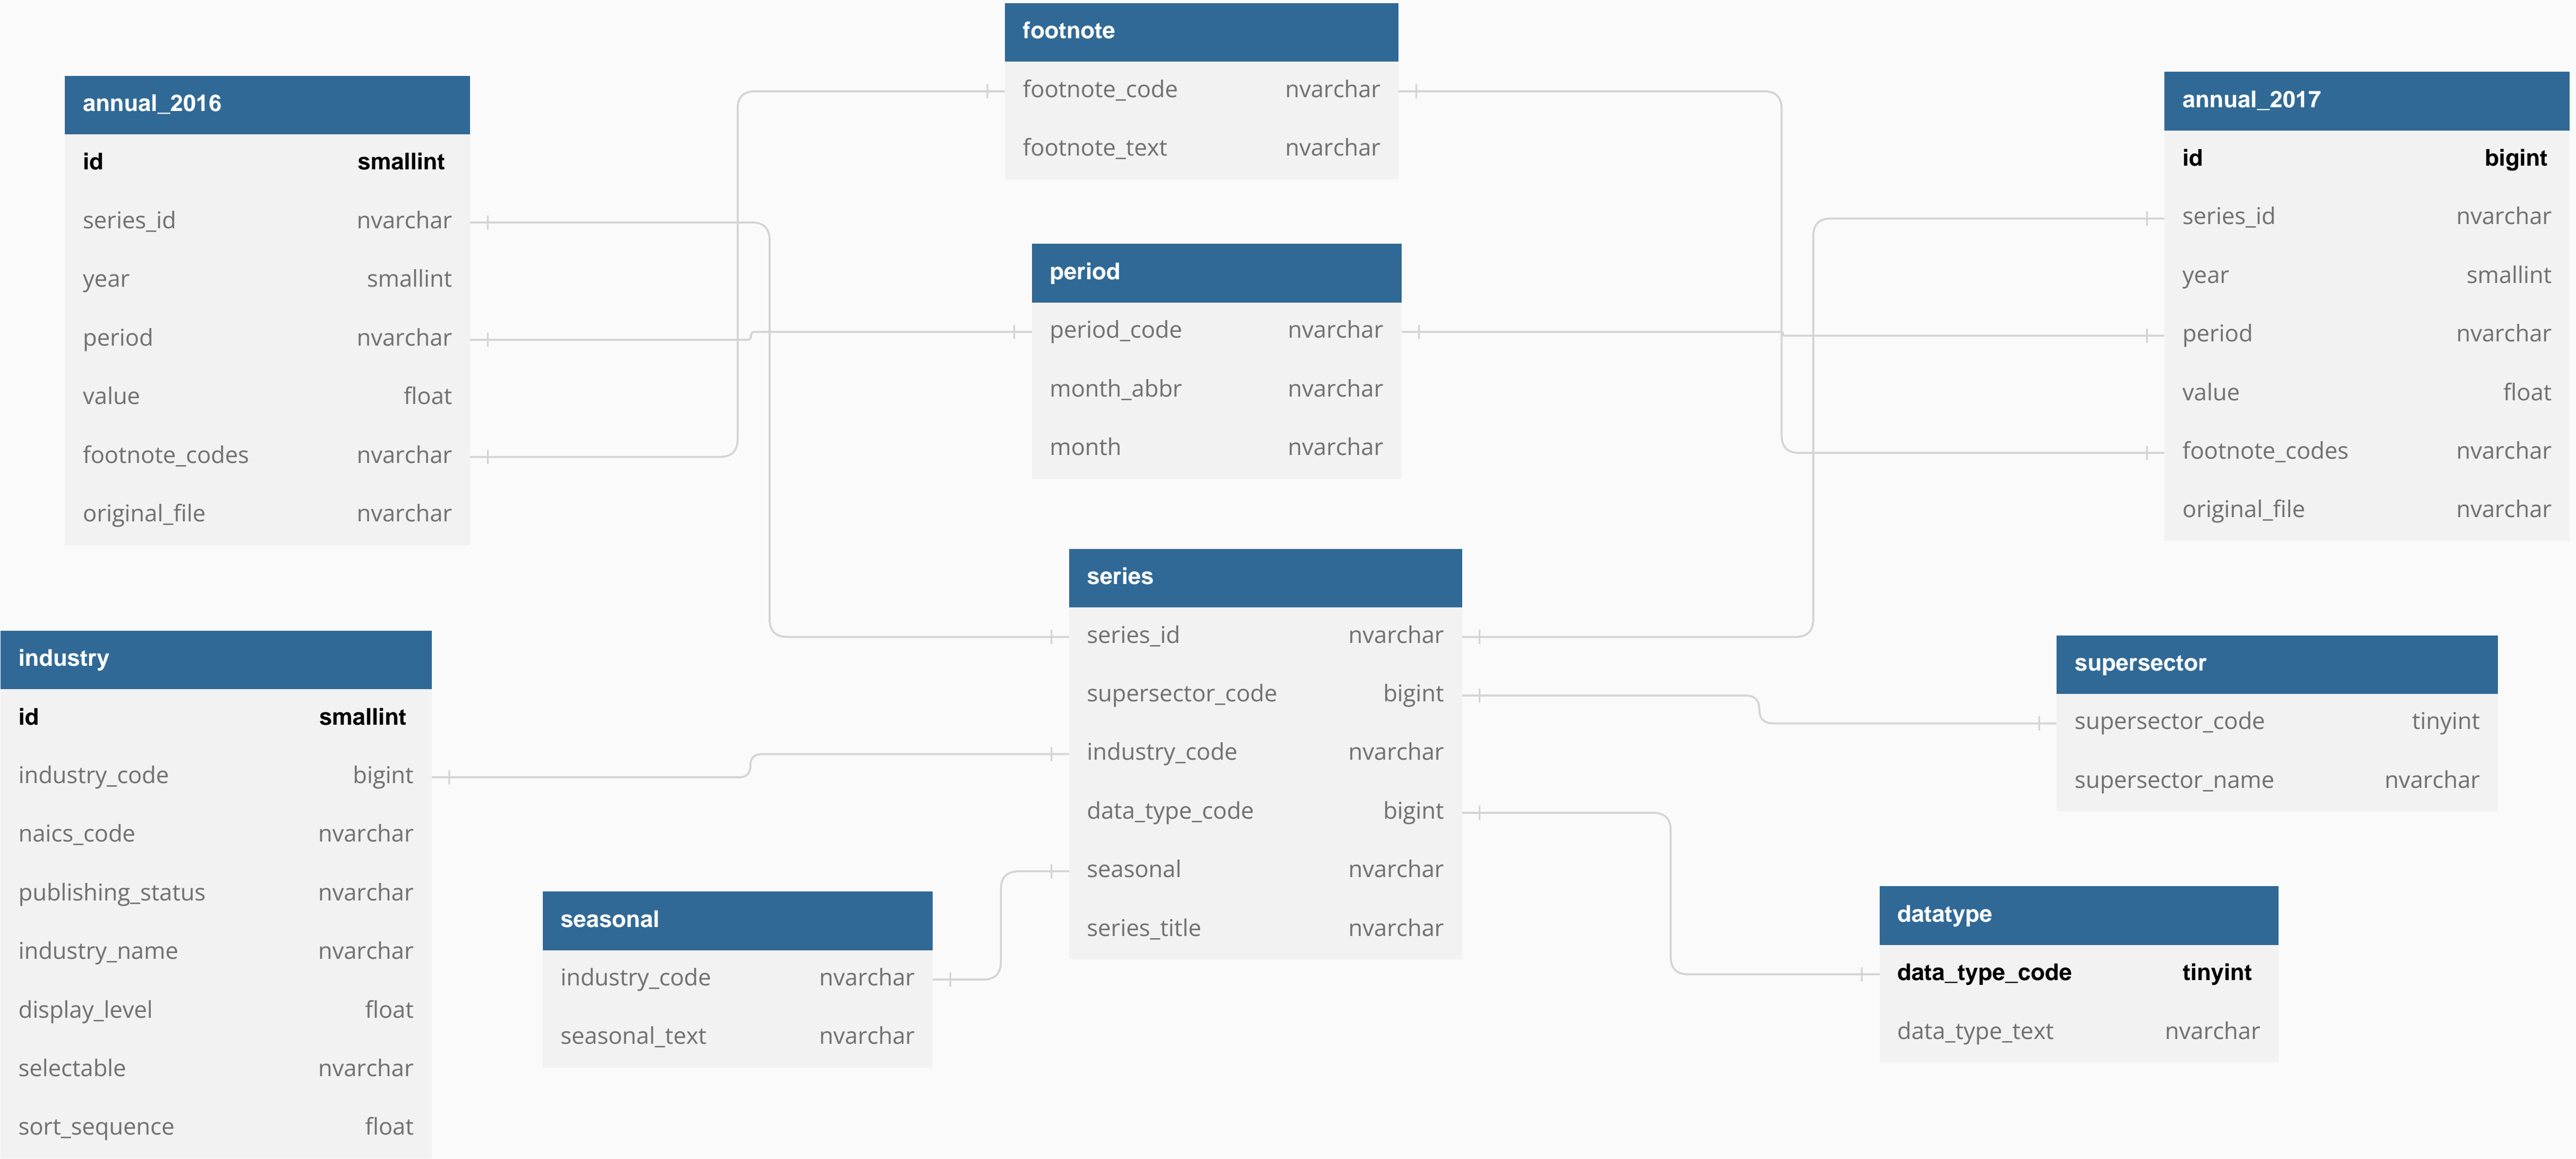 footnote
footnote_code nvarchar
footnote_text nvarchar
annual_2016
id smallint
series_id nvarchar
year smallint
period nvarchar
value float
footnote_codes nvarchar
original_file nvarchar
period
period_code nvarchar
month_abbr nvarchar
month nvarchar
annual_2017
id bigint
series_id nvarchar
year smallint
period nvarchar
value float
footnote_codes nvarchar
original_file nvarchar
series
series_id nvarchar
supersector_code bigint
industry_code nvarchar
data_type_code bigint
seasonal nvarchar
series_title nvarchar
industry
id smallint
industry_code bigint
naics_code nvarchar
publishing_status nvarchar
industry_name nvarchar
display_level float
selectable nvarchar
sort_sequence float
seasonal
industry_code nvarchar
seasonal_text nvarchar
supersector
supersector_code tinyint
supersector_name nvarchar
datatype
data_type_code tinyint
data_type_text nvarchar